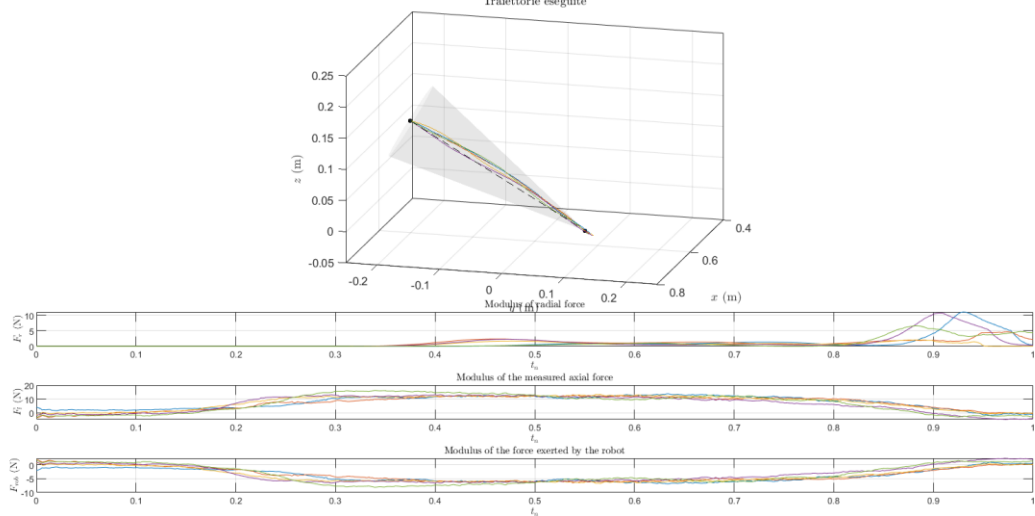 Traiettorie eseguite
0.25
0.2
0.15
0.1
0.05
0
-0.05
z (m)
-0.2
-0.1
0
0.1
0.2
y (m)
0.4
0.6
0.8
x (m)
Modulus of radial force
10
5
0
F_r (N)
0 0.1 0.2 0.3 0.4 0.5 0.6 0.7 0.8 0.9 1
t_n
Modulus of the measured axial force
20
10
0
(N)
0 0.1 0.2 0.3 0.4 0.5 0.6 0.7 0.8 0.9 1
t_n
Modulus of the force exerted by the robot
0
-5
-10
F_rob (N)
0 0.1 0.2 0.3 0.4 0.5 0.6 0.7 0.8 0.9 1
t_n